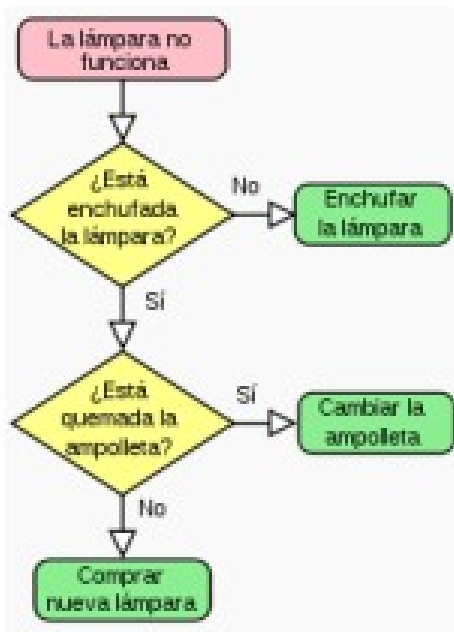 La lámpara no
funciona
¿Está
enchufada
la lámpara?
No
Enchufar
la lámpara
Sí
¿Está
quemada la
ampolleta?
Sí
Cambiar la
ampolleta
No
Comprar
nueva lámpara